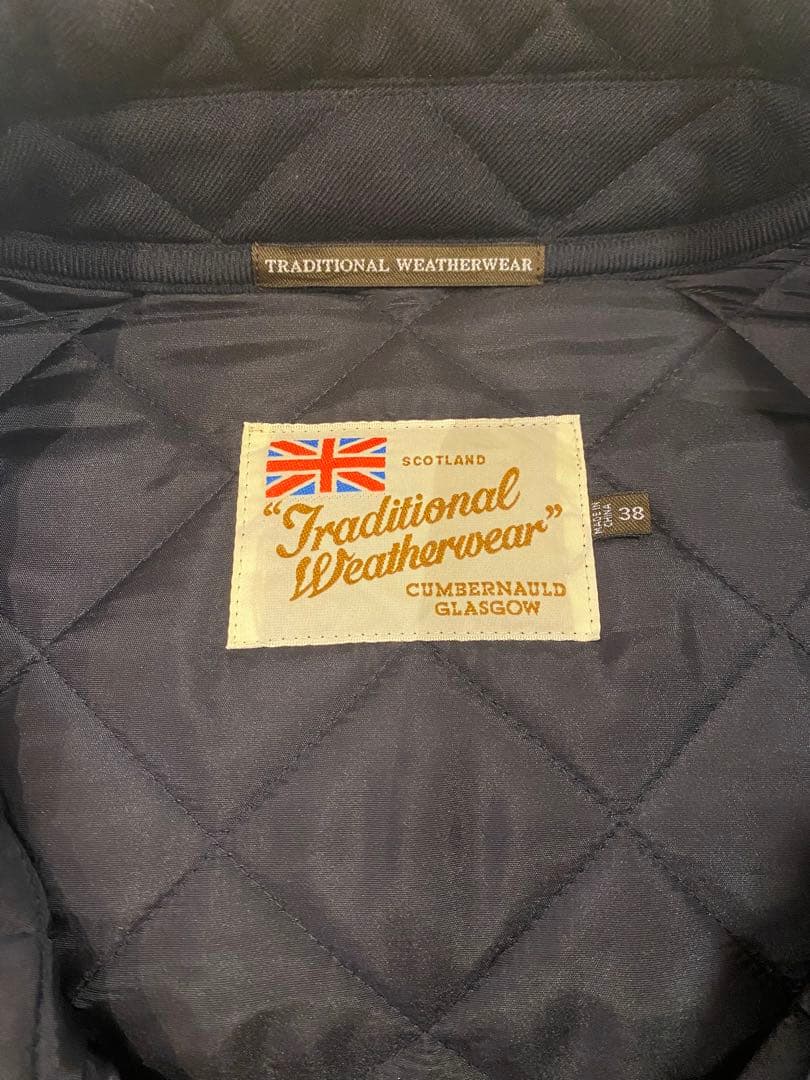 TRADITIONAL WEATHERWEAR
SCOTLAND
"Traditional
Weatherwear"
CUMBERNAULD
GLASGOW
MADE IN
CHINA
38